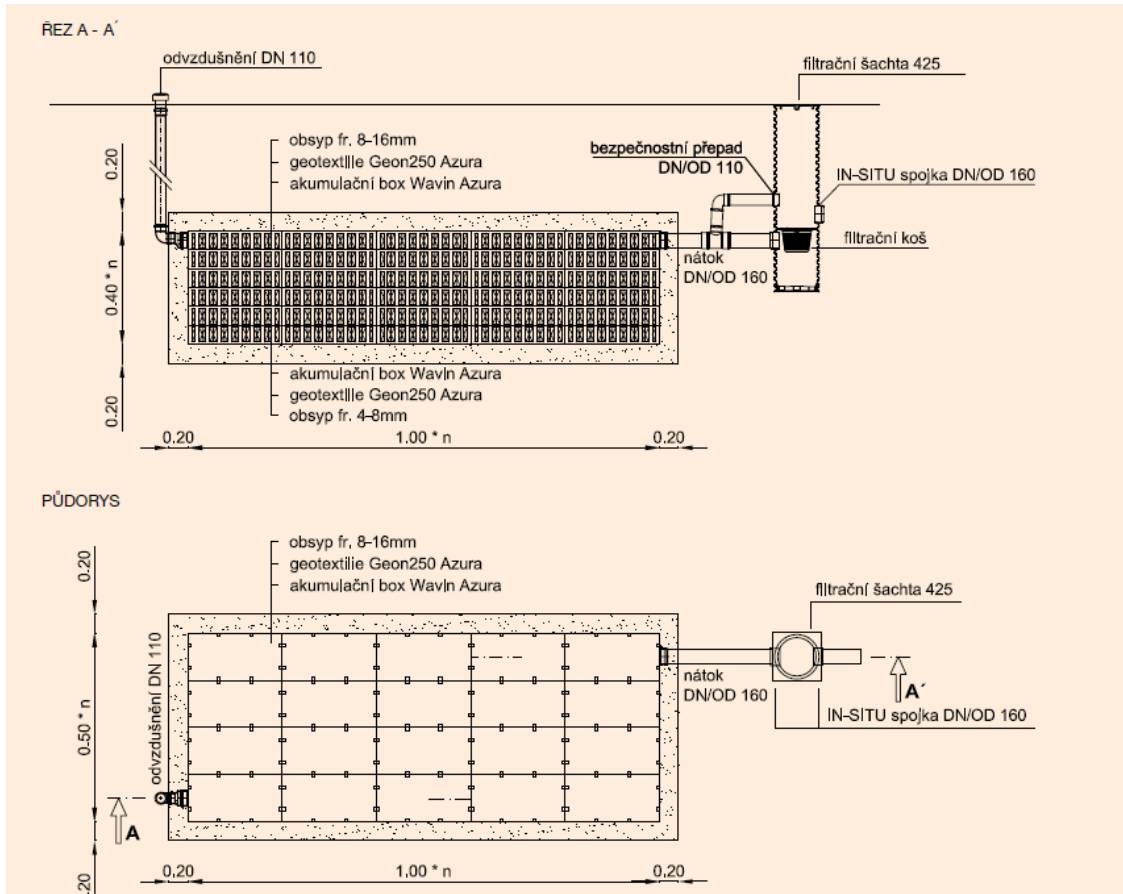 ŘEZ A - A´
odvzdušnění DN 110
filtrační šachta 425
obsyp fr. 8-16mm
geotextilie Geon250 Azura
akumulační box Wavin Azura
bezpečnostní přepad
DN/OD 110
IN-SITU spojka DN/OD 160
filtrační koš
nátok
DN/OD 160
0.20
0.40 * n
0.20
akumulační box Wavin Azura
geotextilie Geon250 Azura
obsyp fr. 4-8mm
0.20
1.00 * n
0.20
PŮDORYS
obsyp fr. 8-16mm
geotextilie Geon250 Azura
akumulační box Wavin Azura
filtrační šachta 425
0.20
0.50 * n
odvzdušnění DN 110
nátok
DN/OD 160
A´
IN-SITU spojka DN/OD 160
A
0.20
1.00 * n
0.20
.20